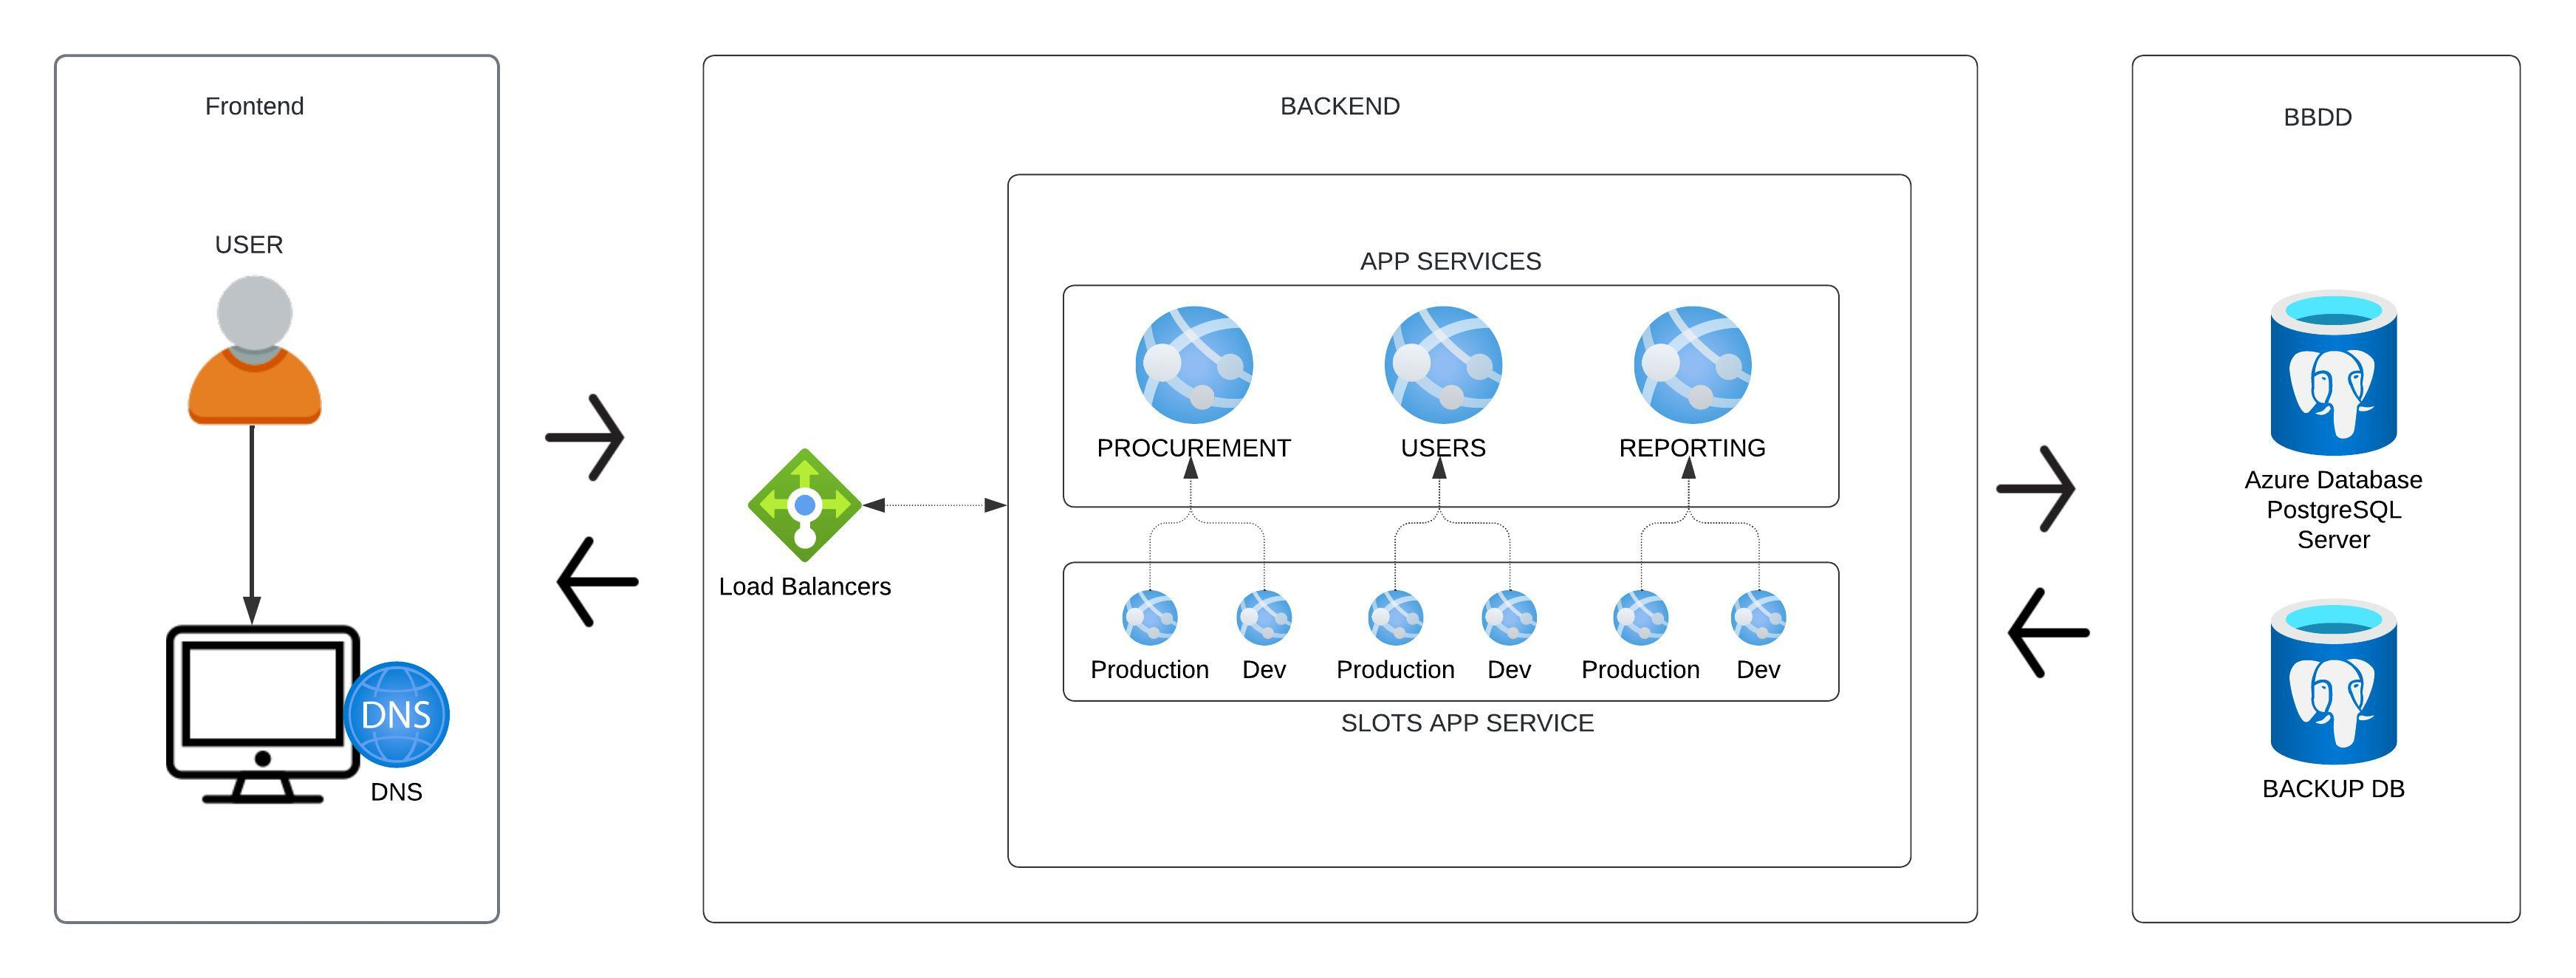 Frontend
USER
DNS
DNS
BACKEND
Load Balancers
APP SERVICES
PROCUREMENT
USERS
REPORTING
Production
Dev
Production
Dev
Production
Dev
SLOTS APP SERVICE
BBDD
Azure Database
PostgreSQL
Server
BACKUP DB